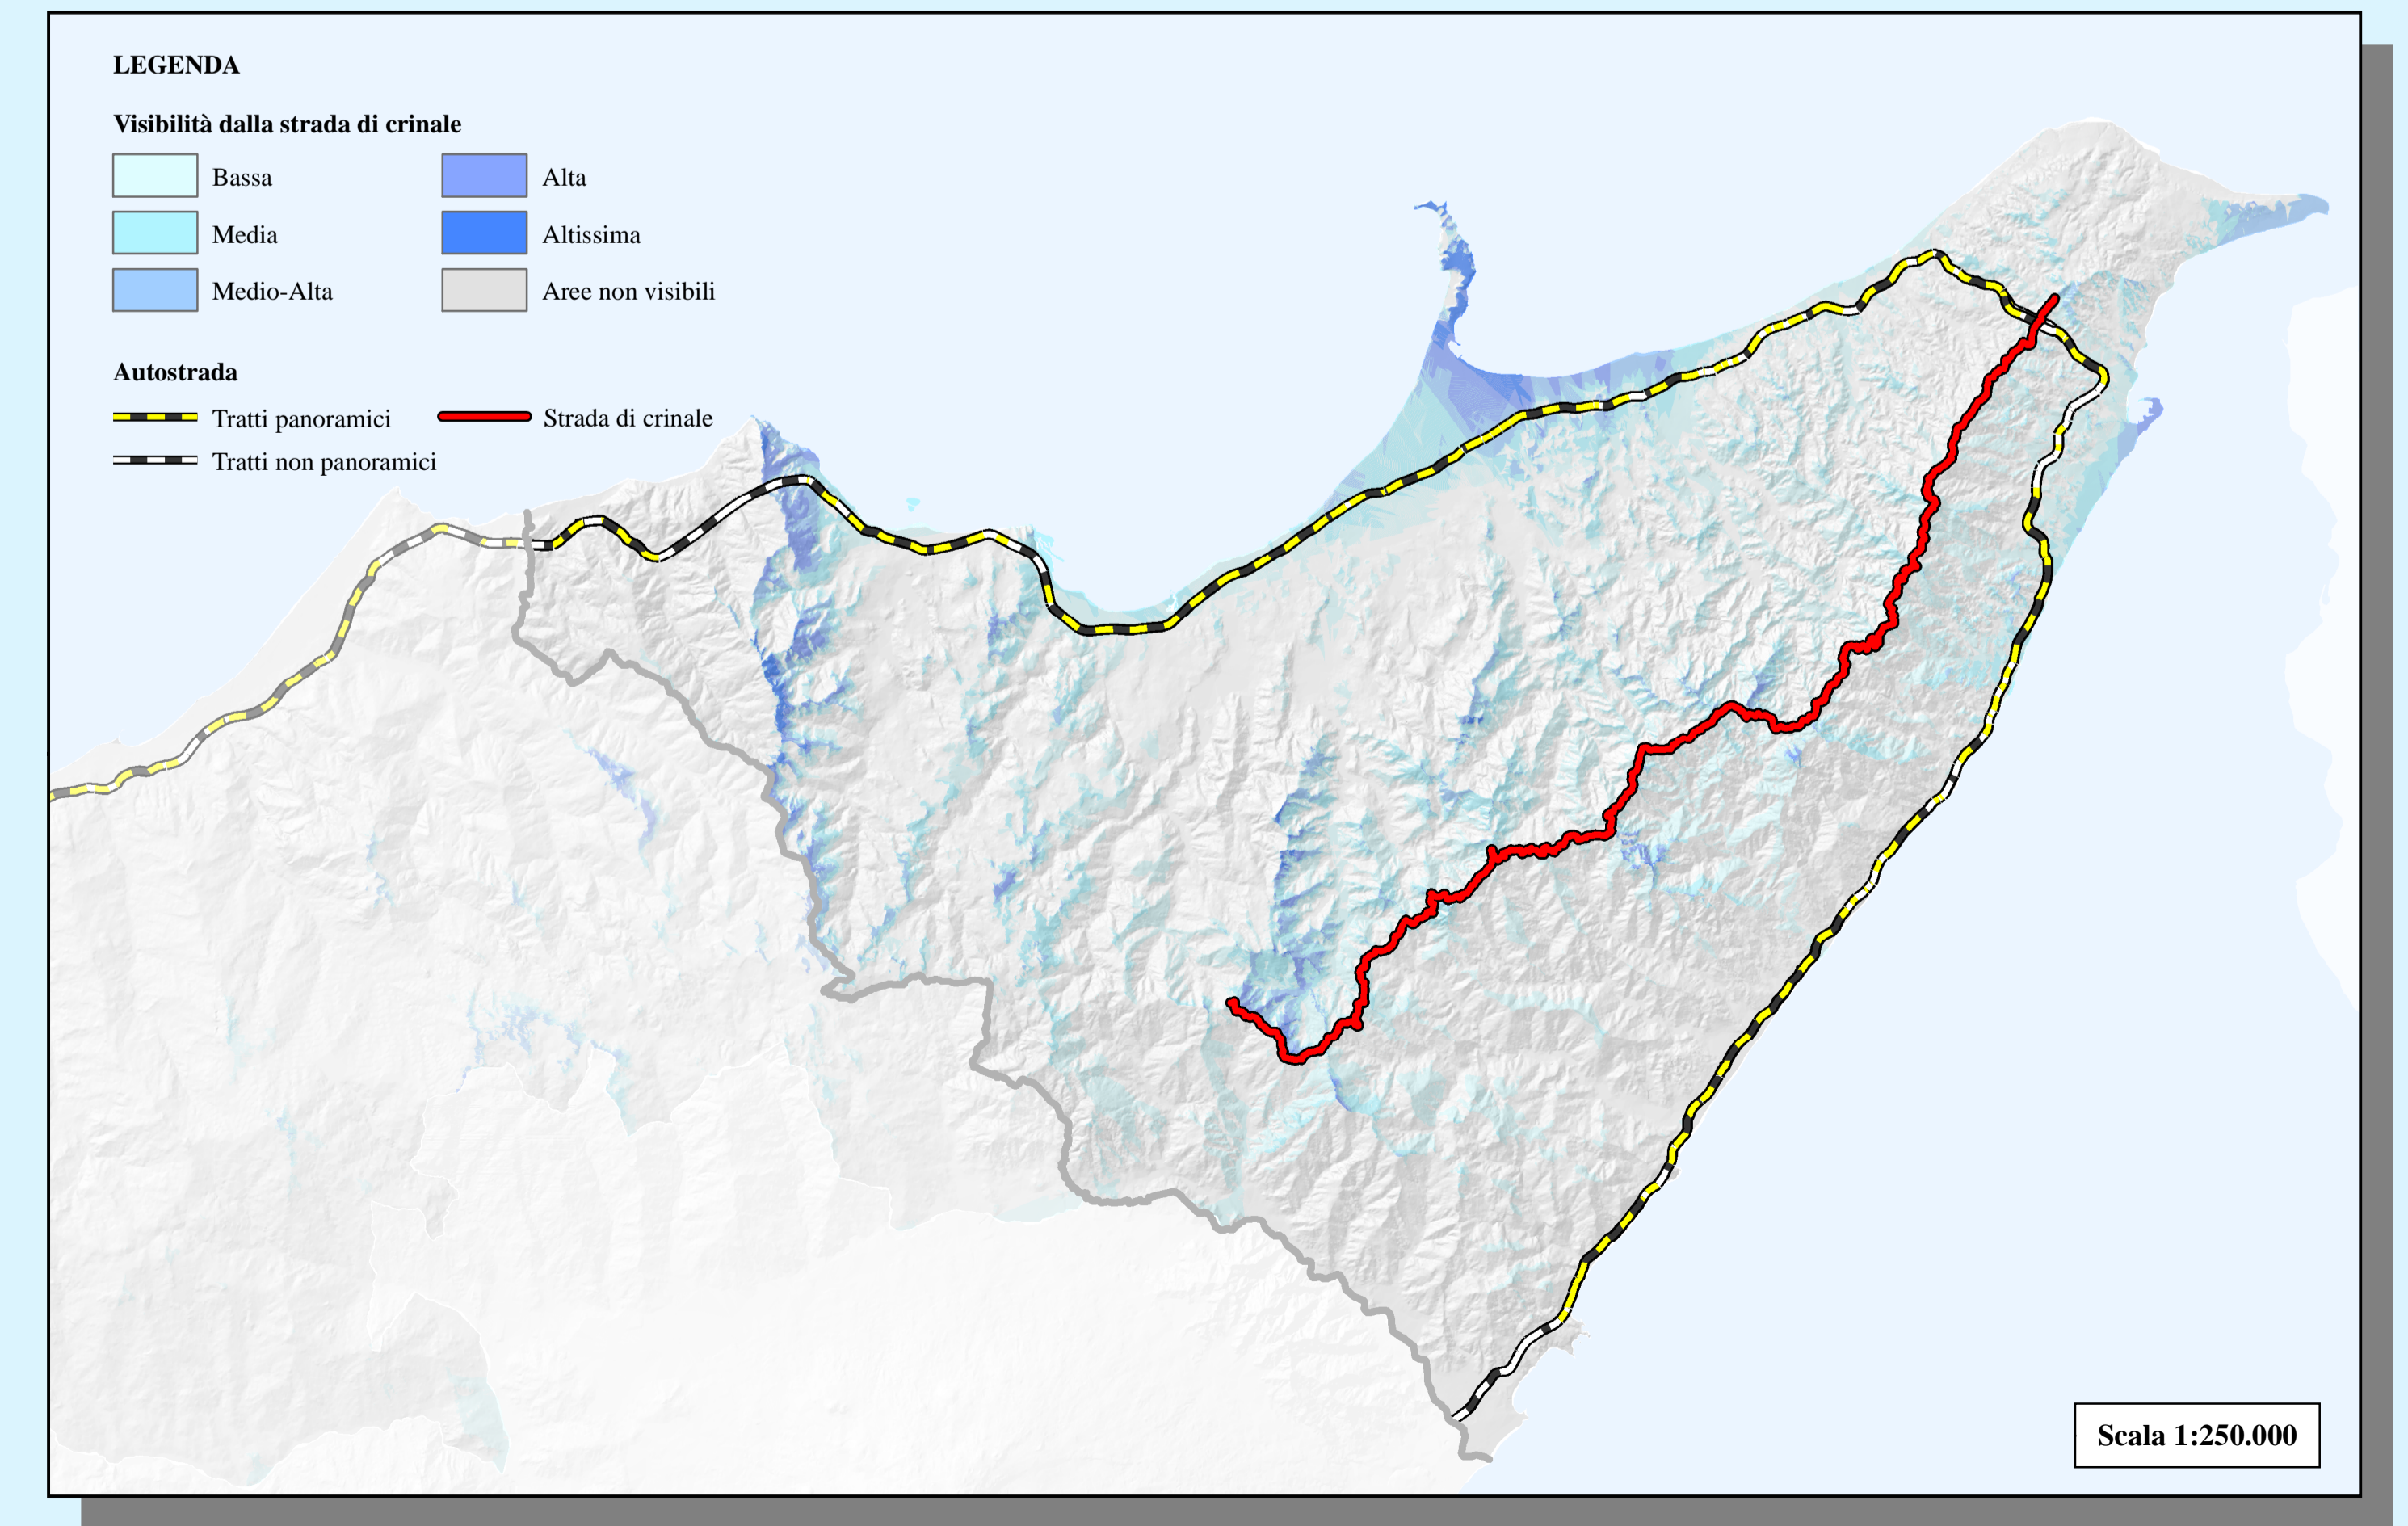 LEGENDA
Visibilità dalla strada di crinale
Bassa
Alta
Media
Altissima
Medio-Alta
Aree non visibili
Autostrada
Tratti panoramici
Strada di crinale
Tratti non panoramici
Scala 1:250.000